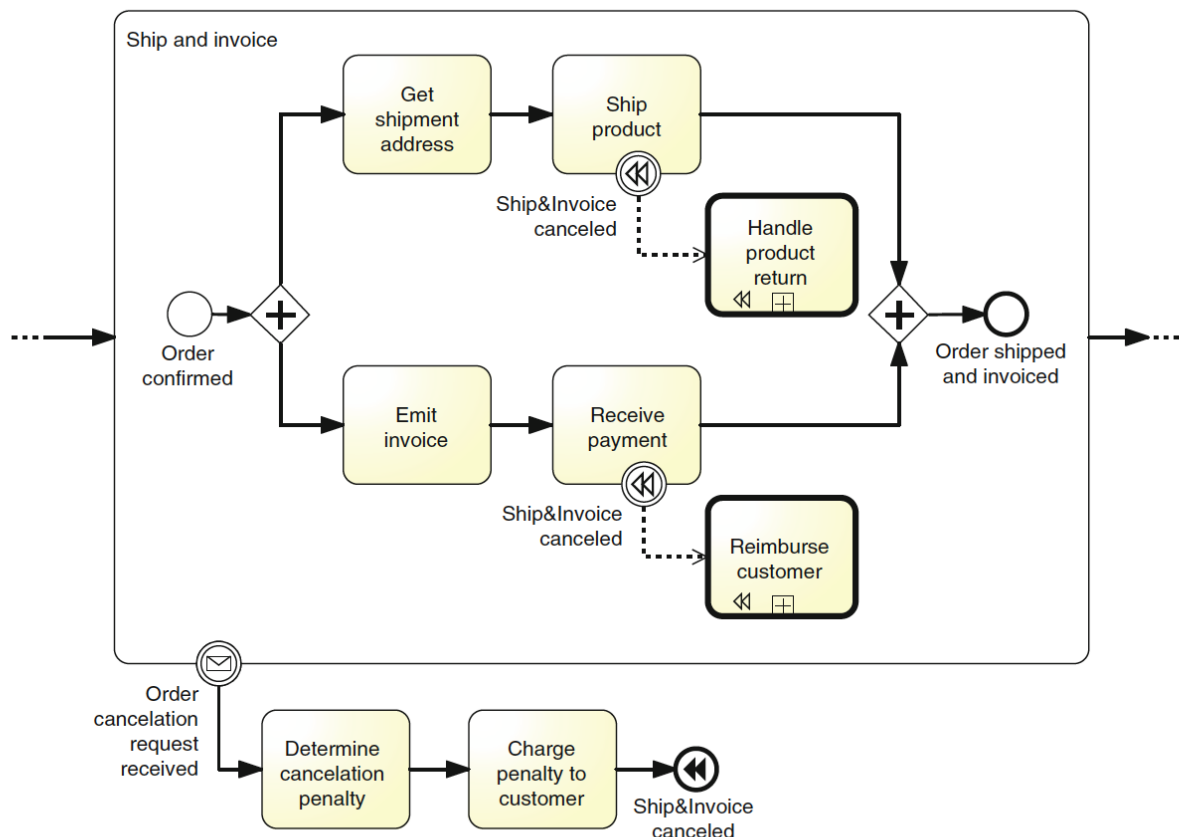 Ship and invoice
Get
shipment
address
Ship
product
Ship&Invoice
canceled
Handle
product
return
Order
confirmed
Order shipped
and invoiced
Emit
invoice
Receive
payment
Ship&Invoice
canceled
Reimburse
customer
Order
cancelation
request
received
Determine
cancelation
penalty
Charge
penalty to
customer
Ship&Invoice
canceled